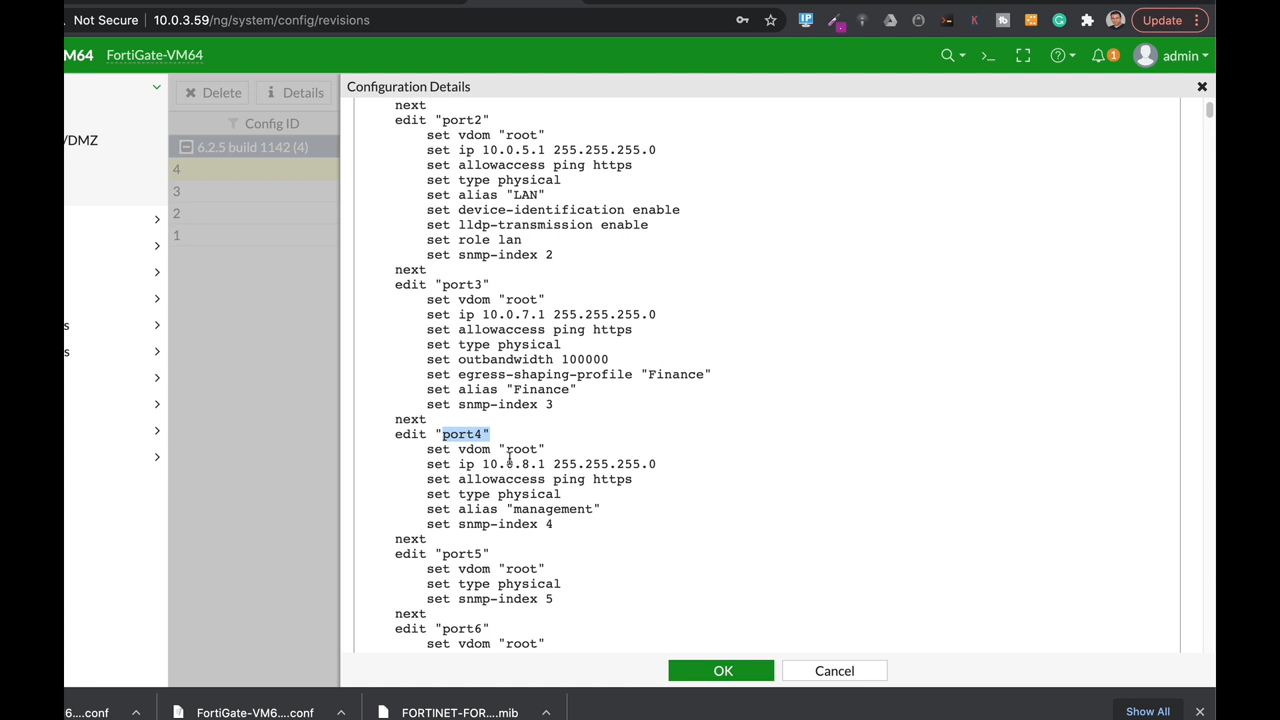 Not Secure 10.0.3.59/ng/system/config/revisions
Update
M64 FortiGate-VM64
1
admin
Delete
Details
Configuration Details
Config ID
/DMZ
6.2.5 build 1142 (4)
4
3
2
1
s
s
next
edit "port2"
set vdom "root"
set ip 10.0.5.1 255.255.255.0
set allowaccess ping https
set type physical
set alias "LAN"
set device-identification enable
set lldp-transmission enable
set role lan
set snmp-index 2
next
edit "port3"
set vdom "root"
set ip 10.0.7.1 255.255.255.0
set allowaccess ping https
set type physical
set outbandwidth 100000
set egress-shaping-profile "Finance"
set alias "Finance"
set snmp-index 3
next
edit "port4"
set vdom "root"
set ip 10.0.8.1 255.255.255.0
set allowaccess ping https
set type physical
set alias "management"
set snmp-index 4
next
edit "port5"
set vdom "root"
set type physical
set snmp-index 5
next
edit "port6"
set vdom "root"
OK
Cancel
6....conf
FortiGate-VM6....conf
FORTINET-FOR....mib
Show All